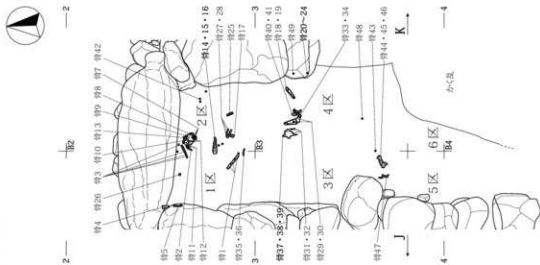 2
骨42
骨7
骨8
骨9
骨13
骨10
骨3
骨26
骨4
2
B2
骨5
骨2
骨11
骨12
骨1
骨35・36
3
骨14・15・16
骨27・28
骨25
骨17
3
骨40・41
骨18・19
骨49
骨20~24
骨33・34
骨48
骨43
骨44・45・46
K
4
1区
2区
B3
3区
4区
骨37・38・39
骨31・32
骨29・30
かく乱
5区
6区
B4
骨47
J
4